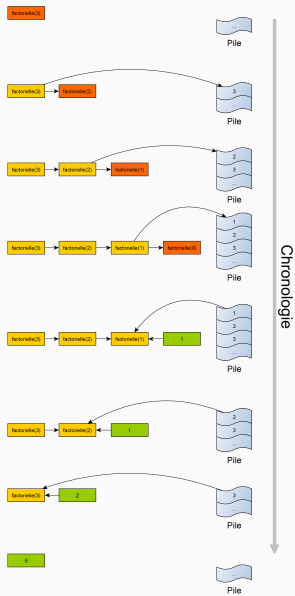 factorielle(3)
...
Pile
factorielle(3)
factorielle(2)
3
...
Pile
factorielle(3)
factorielle(2)
factorielle(1)
2
3
...
Pile
factorielle(3)
factorielle(2)
factorielle(1)
factorielle(0)
1
2
3
...
Pile
Chronologie
factorielle(3)
factorielle(2)
factorielle(1)
1
1
2
3
...
Pile
factorielle(3)
factorielle(2)
1
2
3
...
Pile
factorielle(3)
2
3
...
Pile
6
...
Pile